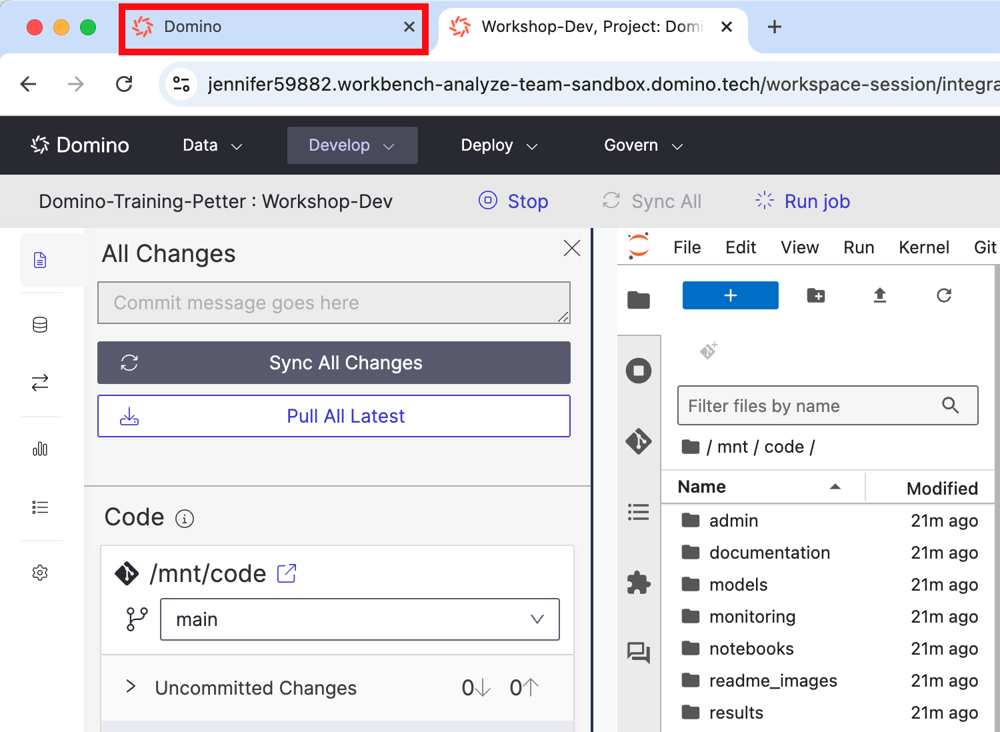 Domino
Workshop-Dev, Project: Domi
jennifer59882.workbench-analyze-team-sandbox.domino.tech/workspace-session/integra
Domino Data Develop Deploy Govern
Domino-Training-Petter : Workshop-Dev Stop Sync All Run job
All Changes
Commit message goes here
Sync All Changes
Pull All Latest
Code
/mnt/code
main
Uncommitted Changes 0 0
File Edit View Run Kernel Git
Filter files by name
/ mnt / code /
Name Modified
admin 21m ago
documentation 21m ago
models 21m ago
monitoring 21m ago
notebooks 21m ago
readme_images 21m ago
results 21m ago